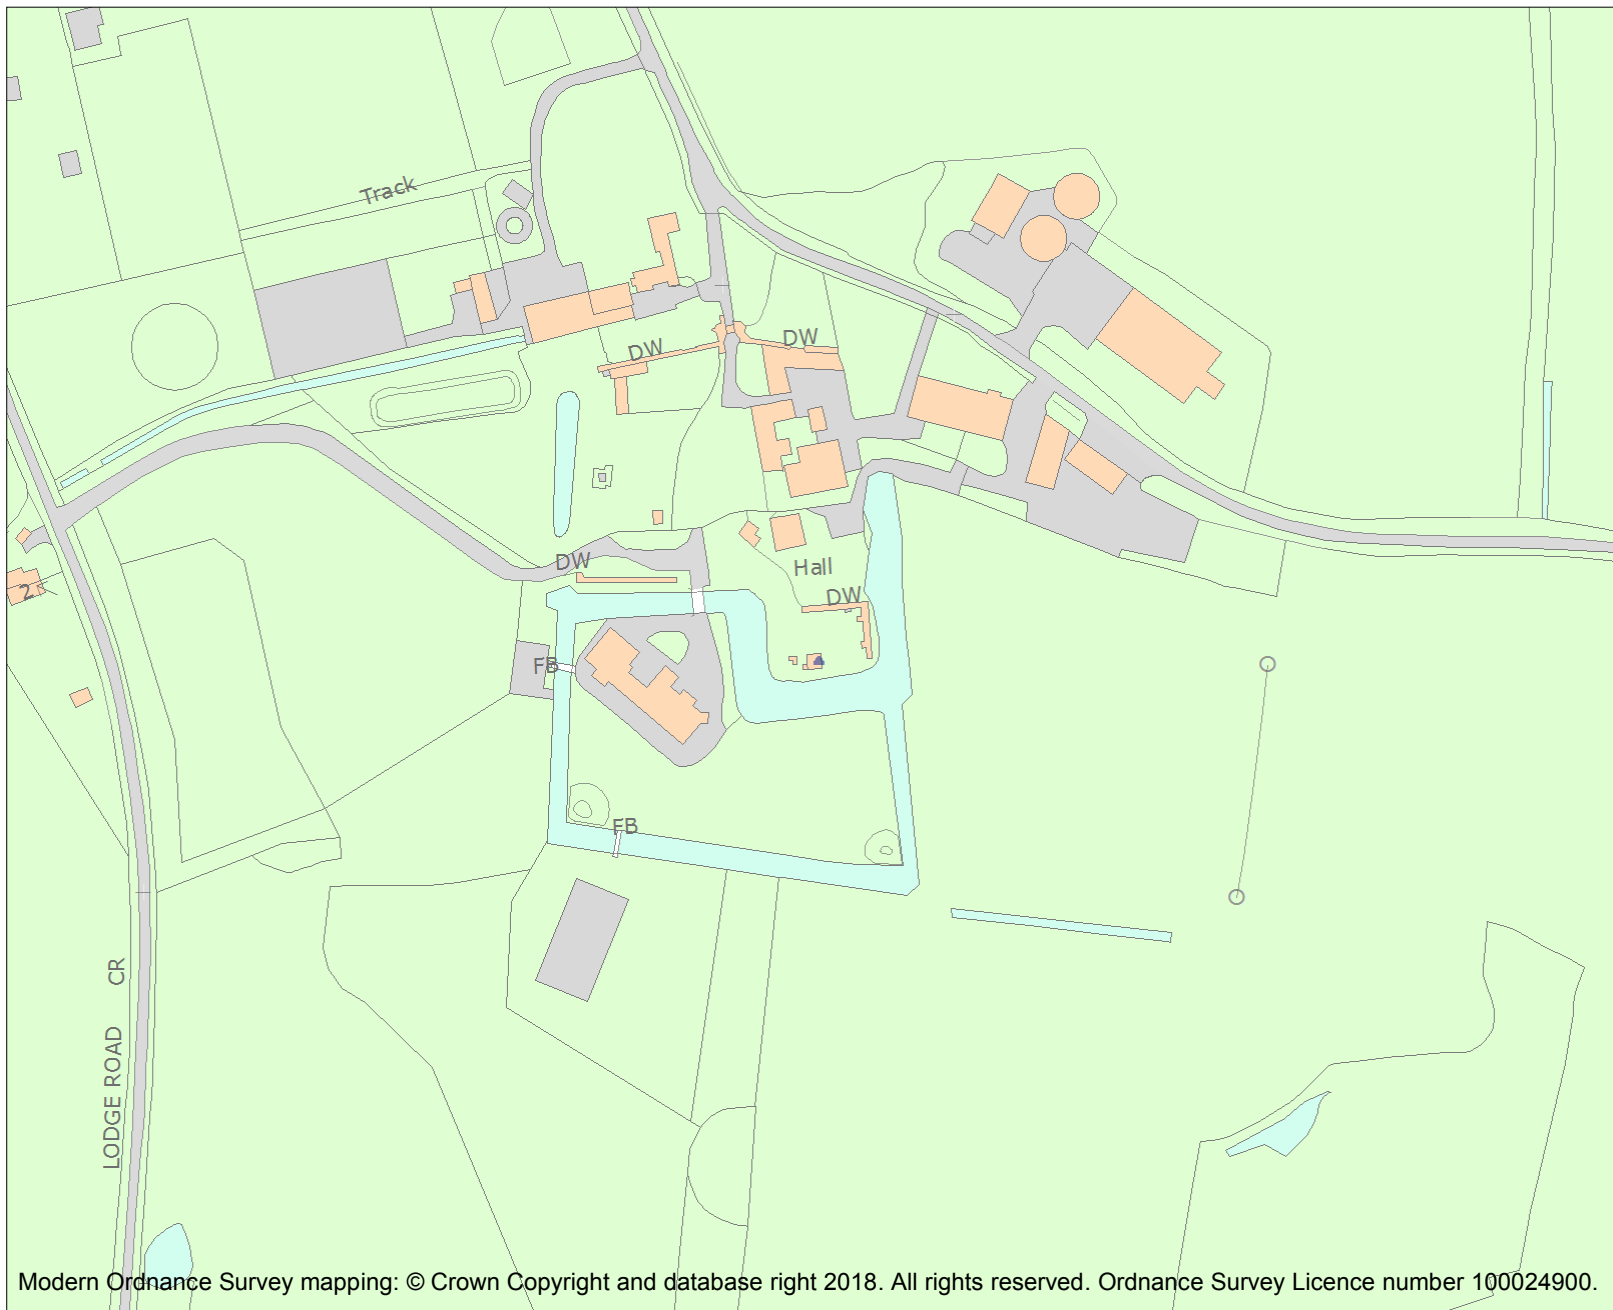 Track
DW
DW
DW
Hall
2
DW
FB
FB
LODGE ROAD CR
Modern Ordnance Survey mapping: © Crown Copyright and database right 2018. All rights reserved. Ordnance Survey Licence number 100024900.